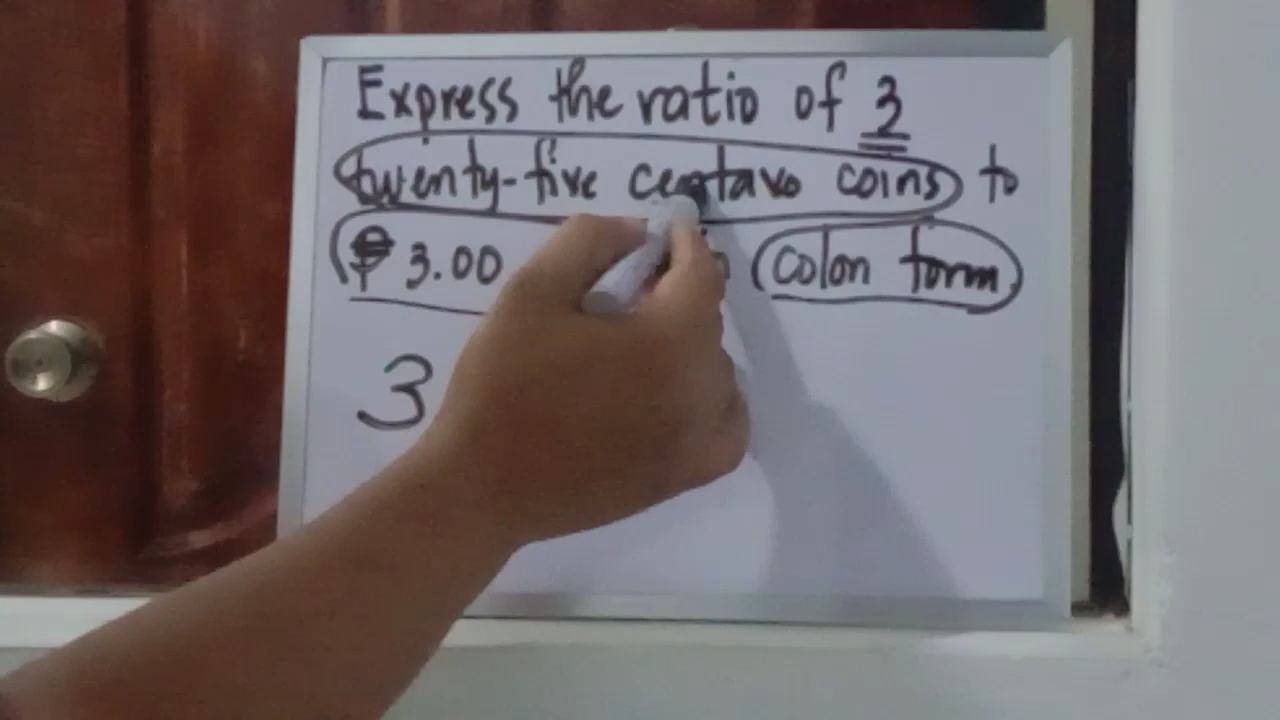 Express the ratio of 3
twenty-five centavo coins to
₱ 3.00 colon form
3